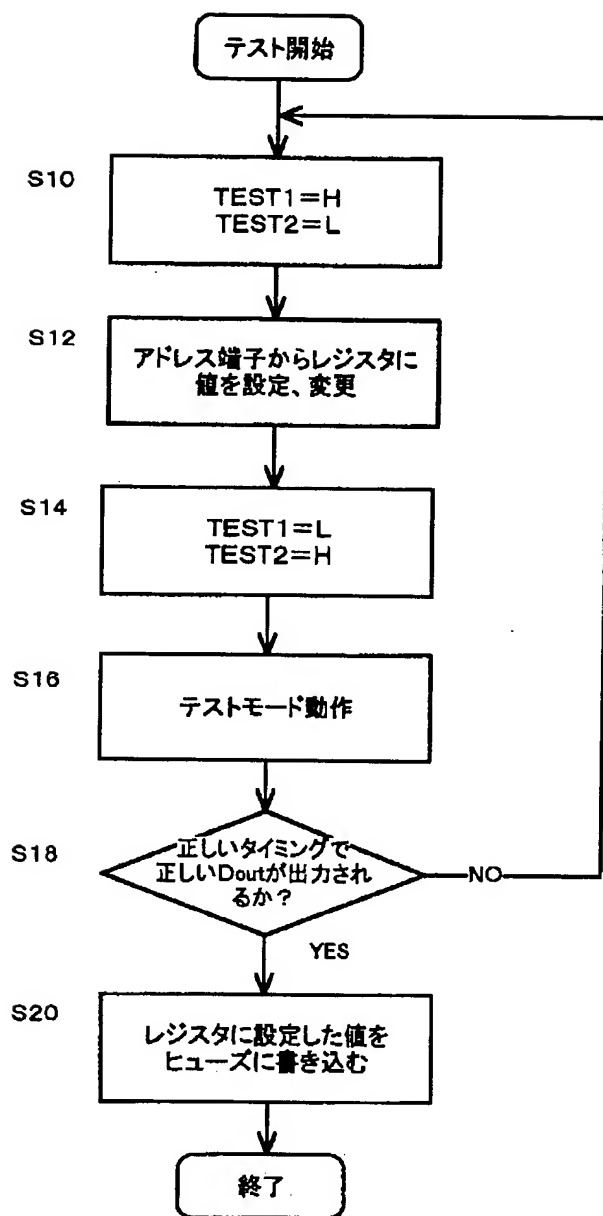 テスト開始
S10
TEST1=H
TEST2=L
S12
アドレス端子からレジスタに
値を設定、変更
S14
TEST1=L
TEST2=H
S16
テストモード動作
S18
正しいタイミングで
正しいDoutが出力され
るか?
NO
YES
S20
レジスタに設定した値を
ヒューズに書き込む
終了